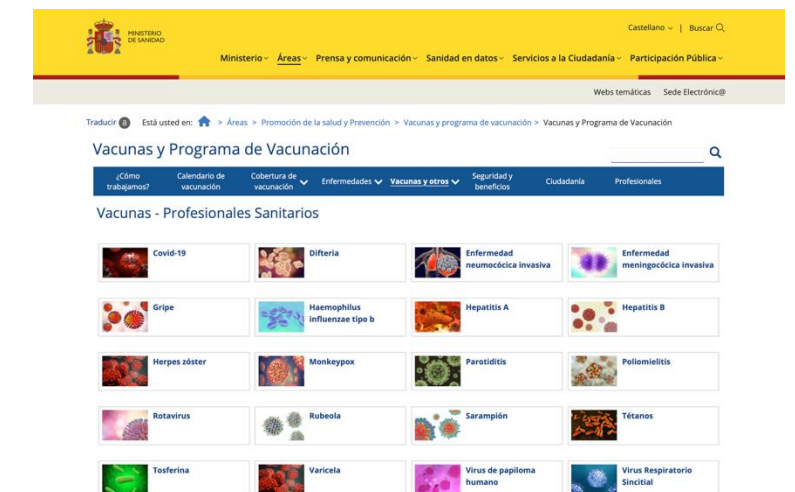 MINISTERIO
DE SANIDAD
Castellano | Buscar
Ministerio Áreas Prensa y comunicación Sanidad en datos Servicios a la Ciudadanía Participación Pública
Webs temáticas Sede Electrónic@
Traducir a Está usted en: > Áreas > Promoción de la salud y Prevención > Vacunas y programa de vacunación > Vacunas y Programa de Vacunación
Vacunas y Programa de Vacunación
¿Cómo trabajamos? Calendario de vacunación Cobertura de vacunación Enfermedades Vacunas y otros Seguridad y beneficios Ciudadanía Profesionales
Vacunas - Profesionales Sanitarios
Covid-19
Difteria
Enfermedad
neumocócica invasiva
Enfermedad
meningocócica invasiva
Gripe
Haemophilus
influenzae tipo b
Hepatitis A
Hepatitis B
Herpes zóster
Monkeypox
Parotiditis
Poliomielitis
Rotavirus
Rubeola
Sarampión
Tétanos
Tosferina
Varicela
Virus de papiloma
humano
Virus Respiratorio
Sincitial